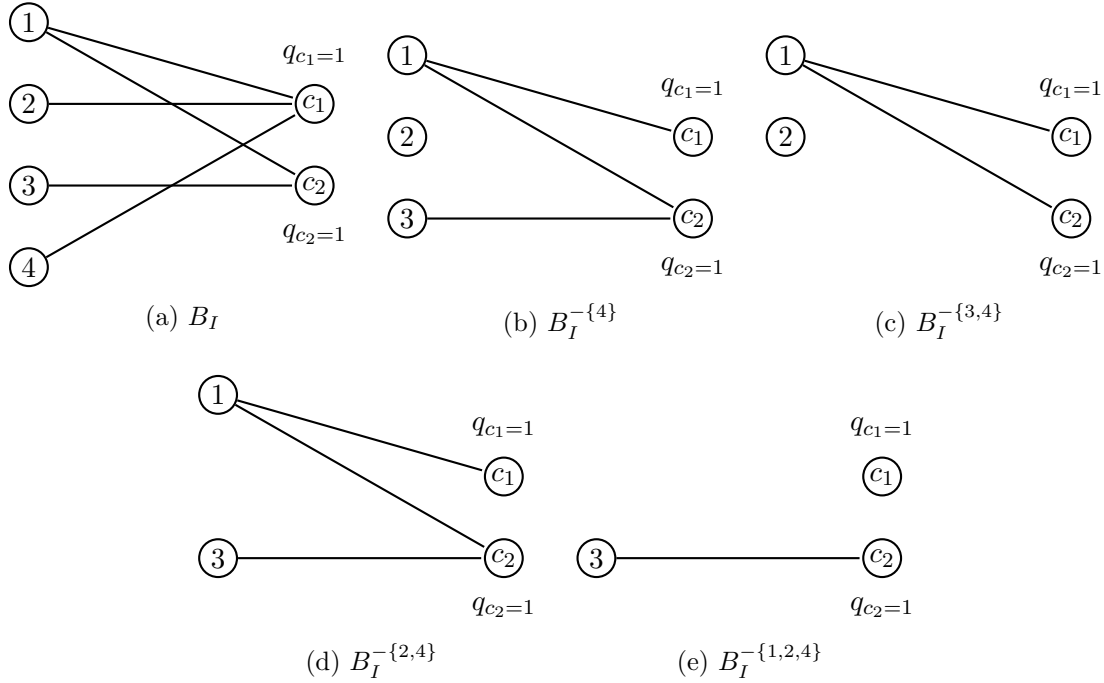 1
q_{c_1=1}
2
c_1
3
c_2
q_{c_2=1}
4
(a) B_I
1
q_{c_1=1}
2
c_1
3
c_2
q_{c_2=1}
(b) B_I^{-\{4\}}
1
q_{c_1=1}
2
c_1
c_2
q_{c_2=1}
(c) B_I^{-\{3,4\}}
1
q_{c_1=1}
c_1
3
c_2
q_{c_2=1}
(d) B_I^{-\{2,4\}}
q_{c_1=1}
c_1
3
c_2
q_{c_2=1}
(e) B_I^{-\{1,2,4\}}